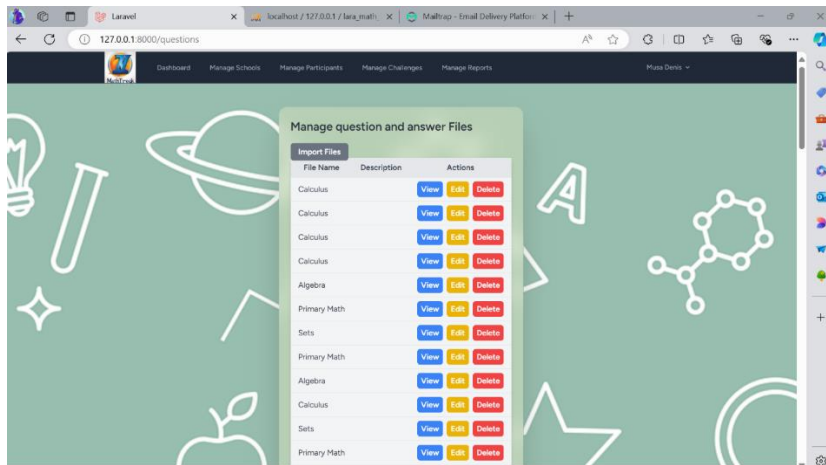 Laravel
localhost / 127.0.0.1 / lara_math_
Mailtrap - Email Delivery Platform
127.0.0.1:8000/questions
MathTreak
Dashboard Manage Schools Manage Participants Manage Challenges Manage Reports Musa Denis
Manage question and answer Files
Import Files
File Name Description Actions
Calculus View Edit Delete
Calculus View Edit Delete
Calculus View Edit Delete
Calculus View Edit Delete
Algebra View Edit Delete
Primary Math View Edit Delete
Sets View Edit Delete
Primary Math View Edit Delete
Algebra View Edit Delete
Calculus View Edit Delete
Sets View Edit Delete
Primary Math View Edit Delete
A